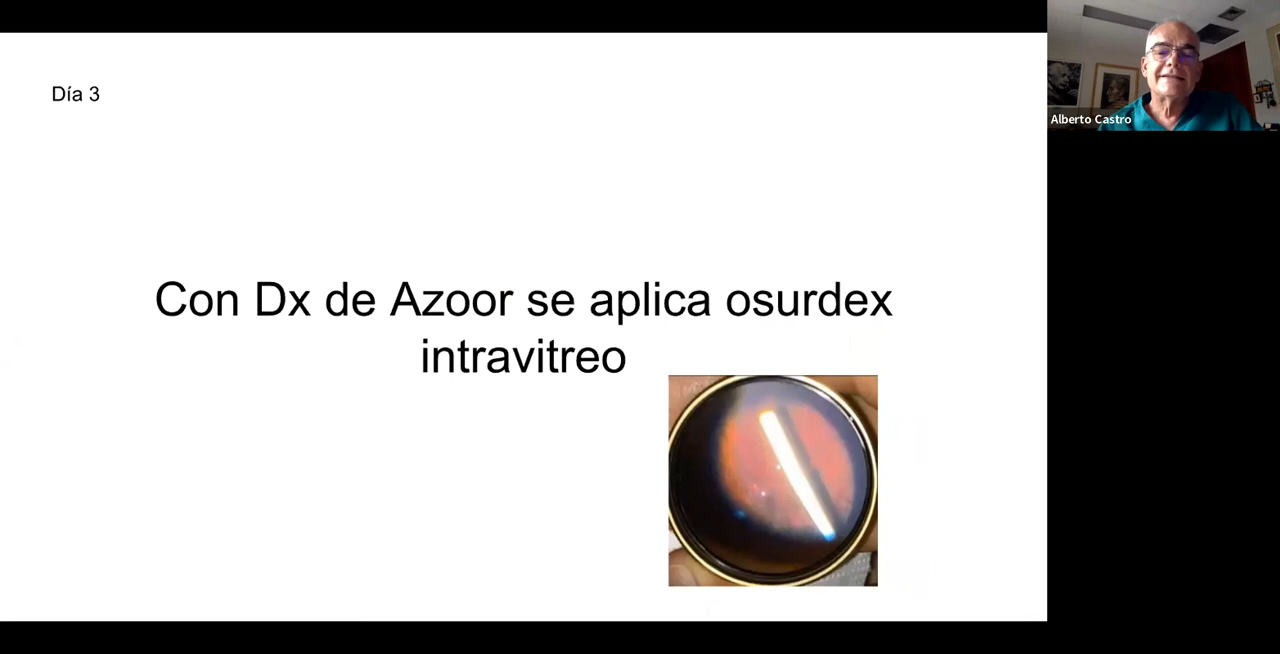 Día 3
Con Dx de Azoor se aplica osurdex
intravitreo
Alberto Castro